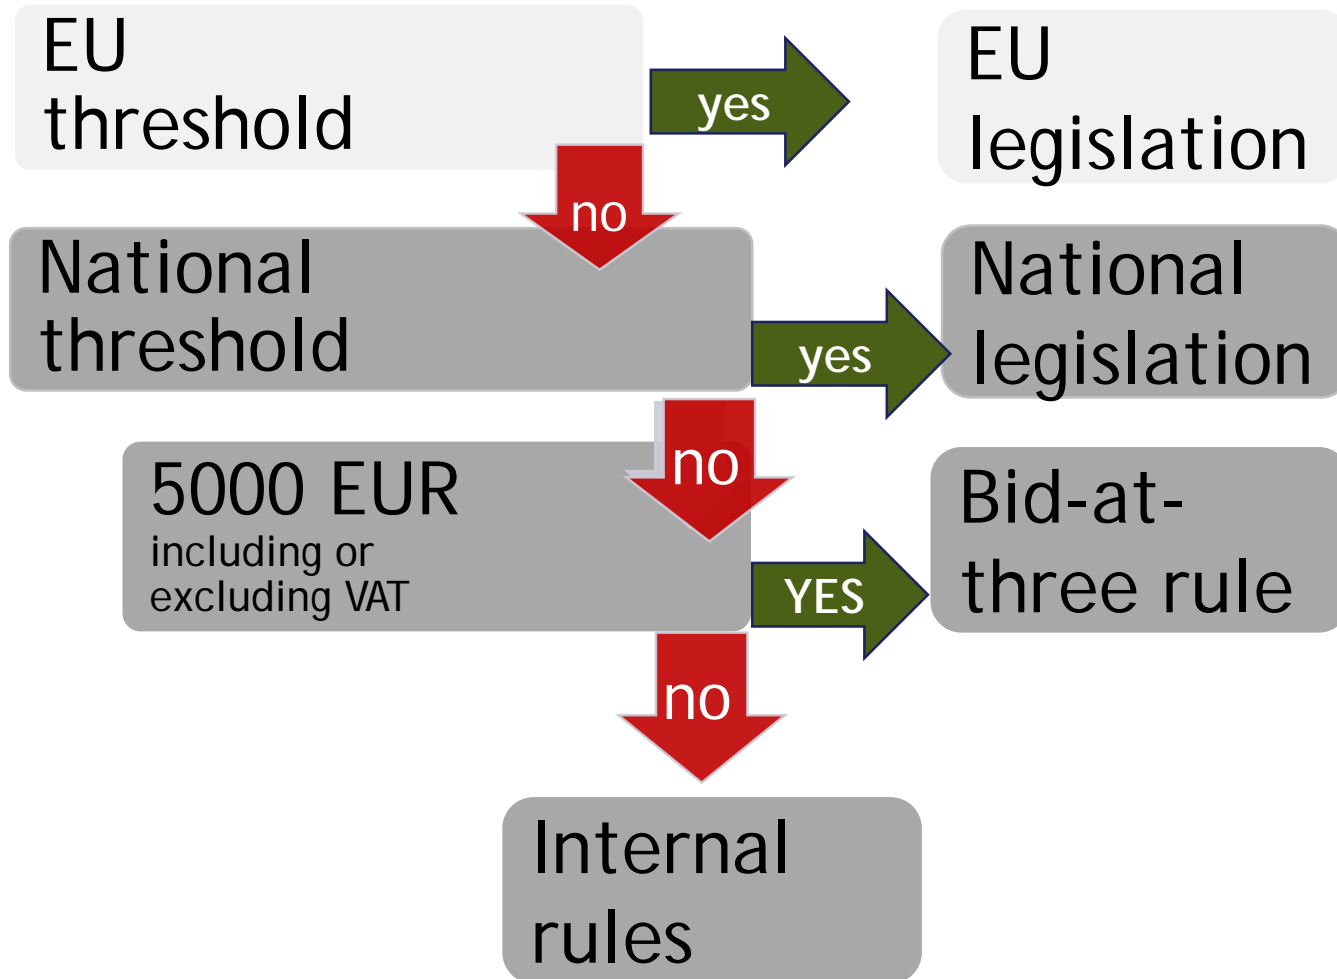 EU
threshold
yes
EU
legislation
no
National
threshold
yes
National
legislation
no
5000 EUR
including or
excluding VAT
YES
Bid-at-
three rule
no
Internal
rules